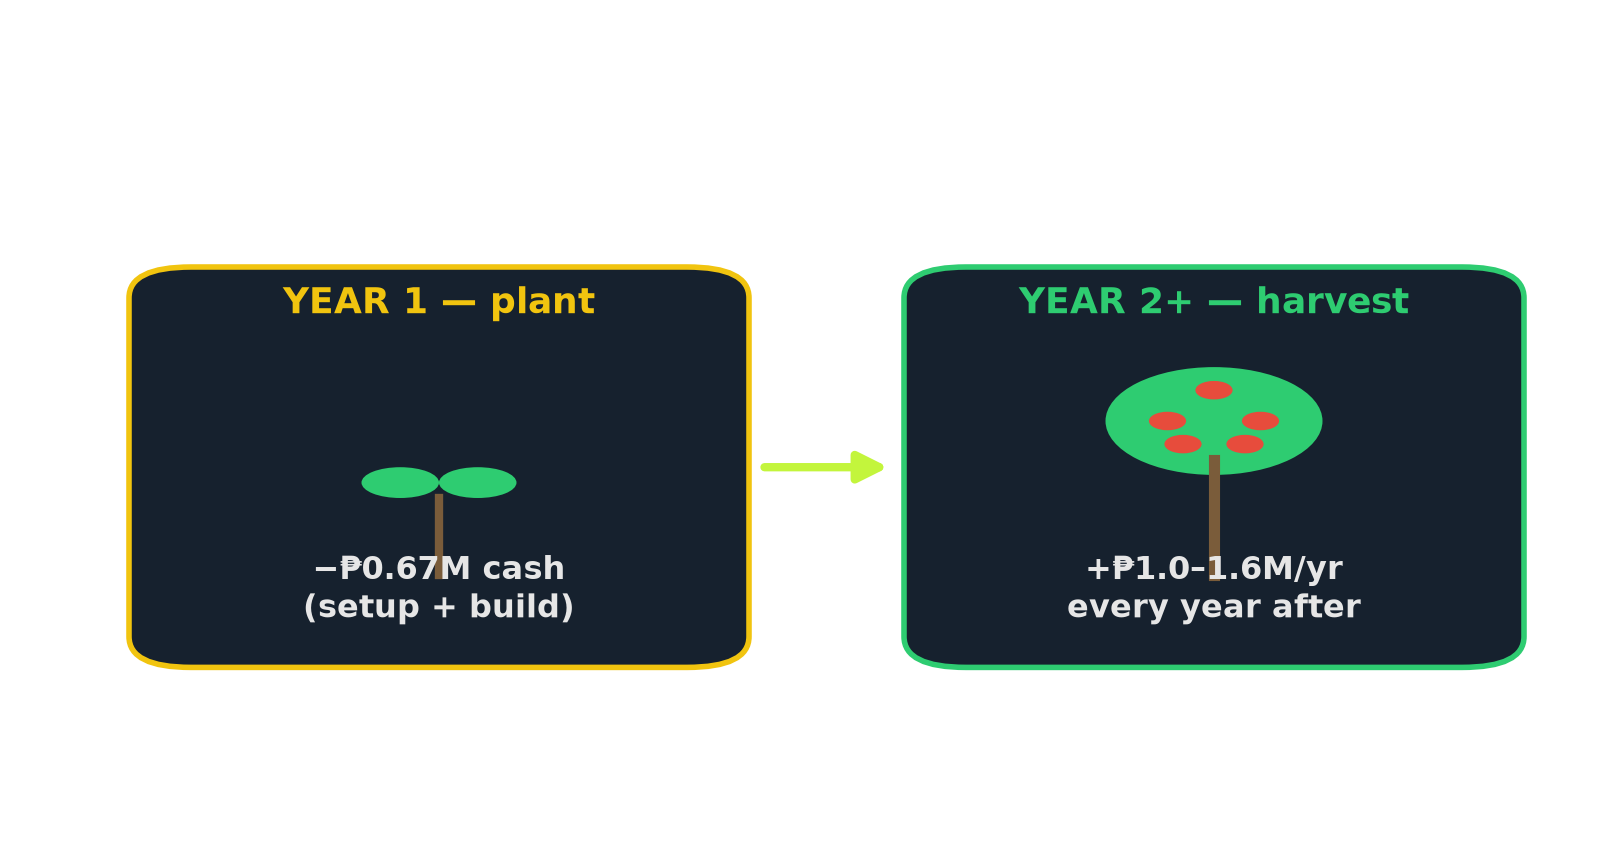 YEAR 1 — plant
−₱0.67M cash
(setup + build)
YEAR 2+ — harvest
+₱1.0–1.6M/yr
every year after